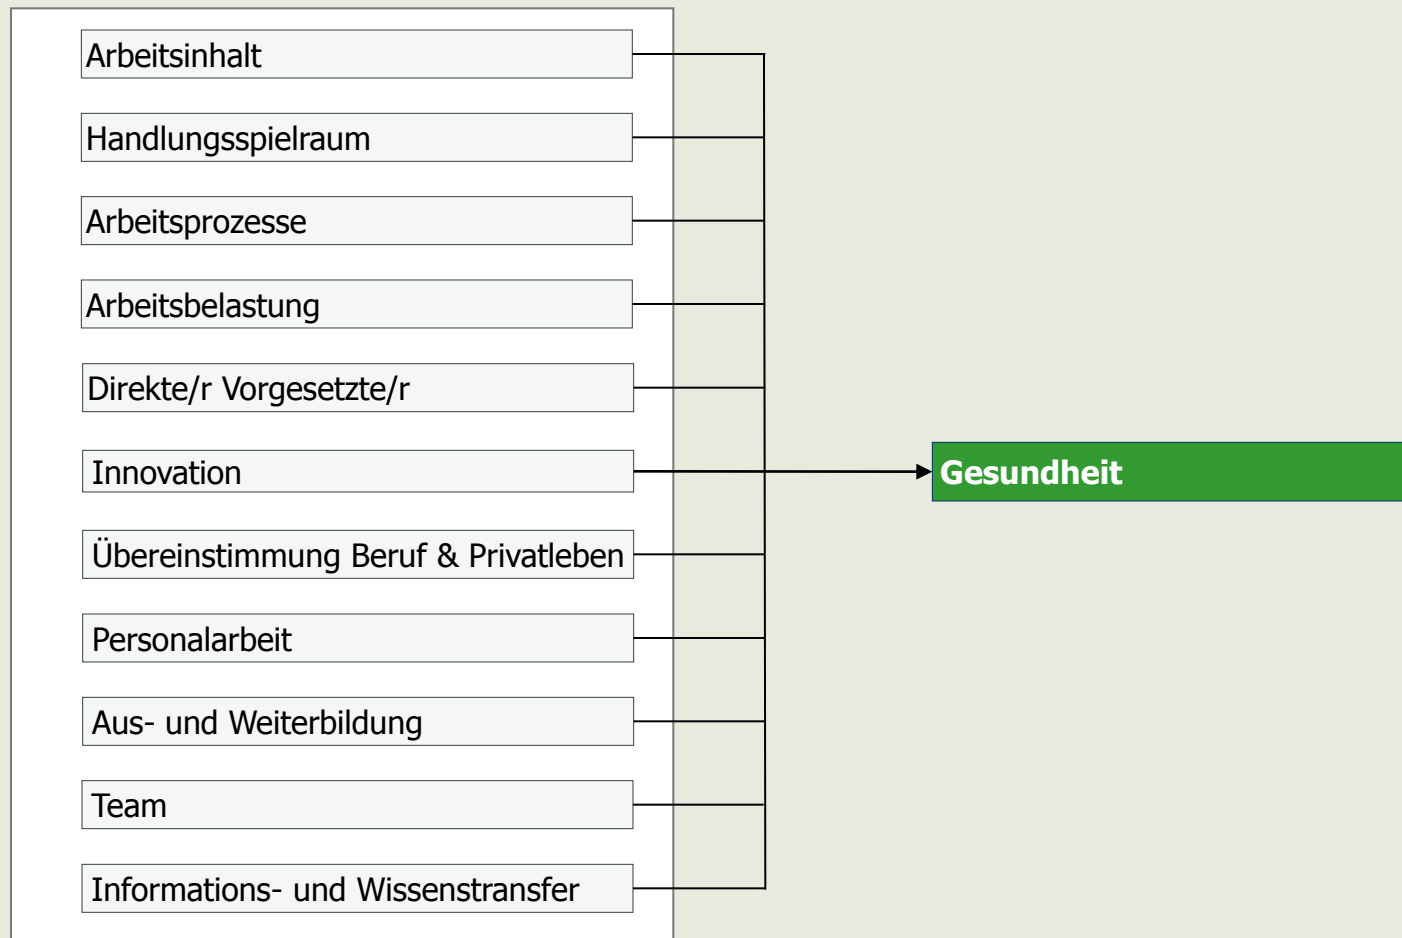 Arbeitsinhalt
Handlungsspielraum
Arbeitsprozesse
Arbeitsbelastung
Direkte/r Vorgesetzte/r
Innovation
Gesundheit
Übereinstimmung Beruf & Privatleben
Personalarbeit
Aus- und Weiterbildung
Team
Informations- und Wissenstransfer